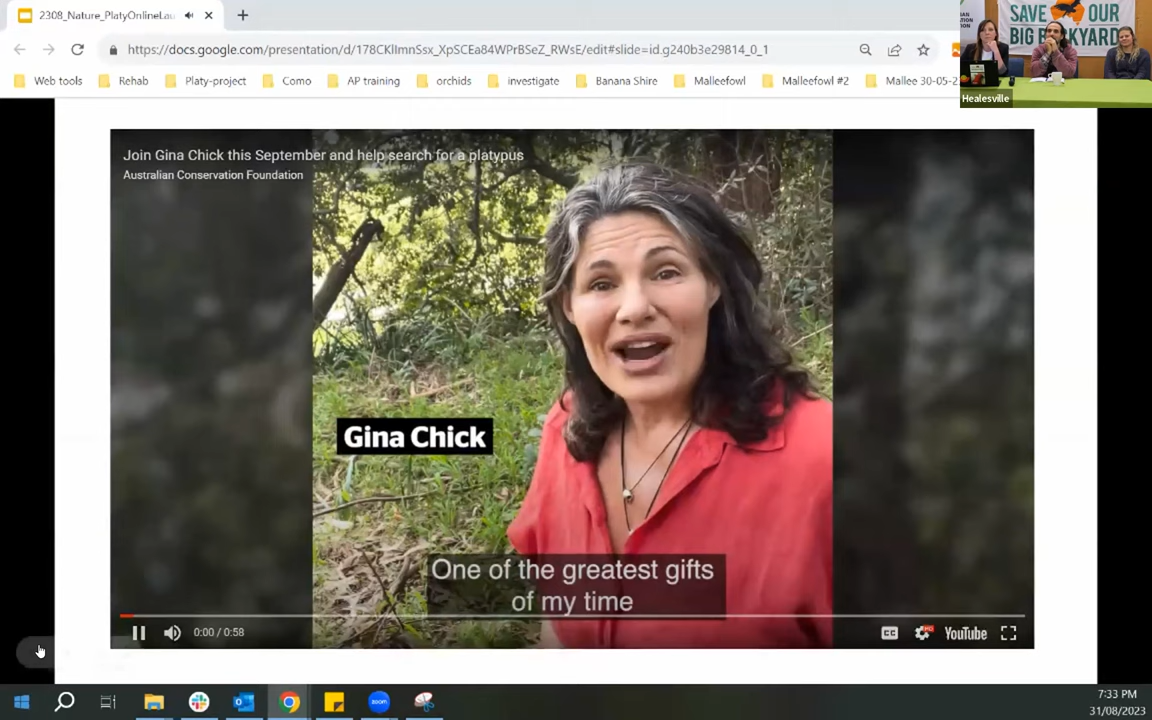 2308_Nature_PlatyOnlineLau
https://docs.google.com/presentation/d/178CKlImnSsx_XpSCEa84WPrBSeZ_RWsE/edit#slide=id.g240b3e29814_0_1
Web tools
Rehab
Platy-project
Como
AP training
orchids
investigate
Banana Shire
Malleefowl
Malleefowl #2
Mallee 30-05-2
SAVE OUR
BIG BACKYARD
Healesville
Join Gina Chick this September and help search for a platypus
Australian Conservation Foundation
Gina Chick
One of the greatest gifts
of my time
0:00 / 0:58
CC
HD
YouTube
zoom
7:33 PM
31/08/2023